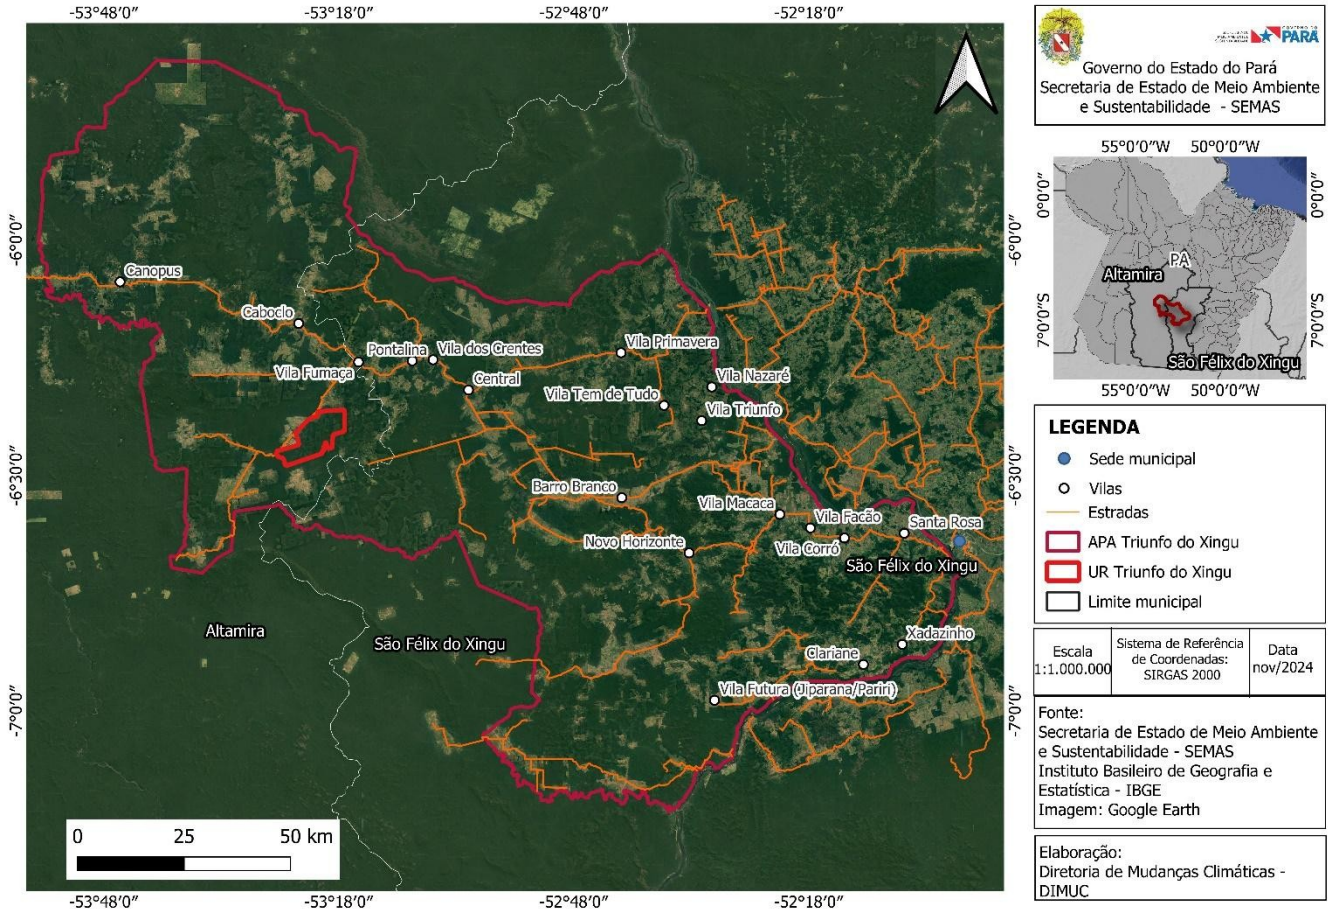 -53°48'0"
-53°18'0"
-52°48'0"
-52°18'0"
-6°0'0"
-6°30'0"
-7°0'0"
Canopus
Caboclo
Vila Fumaça
Pontalina
Vila dos Crentes
Central
Vila Primavera
Vila Nazaré
Vila Tem de Tudo
Vila Triunfo
Barro Branco
Vila Macaca
Vila Facão
Santa Rosa
Novo Horizonte
Vila Corró
São Félix do Xingu
Altamira
São Félix do Xingu
Xadazinho
Clariane
Vila Futura (Jiparana/Pariri)
0 25 50 km
-6°0'0"
-6°30'0"
-7°0'0"
-53°48'0"
-53°18'0"
-52°48'0"
-52°18'0"
GOVERNO DO
PARÁ
Governo do Estado do Pará
Secretaria de Estado de Meio Ambiente
e Sustentabilidade - SEMAS
55°0'0"W 50°0'0"W
0°0'0"
7°0'0"S
PA
Altamira
São Félix do Xingu
0°0'0"
7°0'0"S
55°0'0"W 50°0'0"W
LEGENDA
Sede municipal
Vilas
Estradas
APA Triunfo do Xingu
UR Triunfo do Xingu
Limite municipal
Escala
1:1.000.000
Sistema de Referência
de Coordenadas:
SIRGAS 2000
Data
nov/2024
Fonte:
Secretaria de Estado de Meio Ambiente
e Sustentabilidade - SEMAS
Instituto Basileiro de Geografia e
Estatística - IBGE
Imagem: Google Earth
Elaboração:
Diretoria de Mudanças Climáticas -
DIMUC